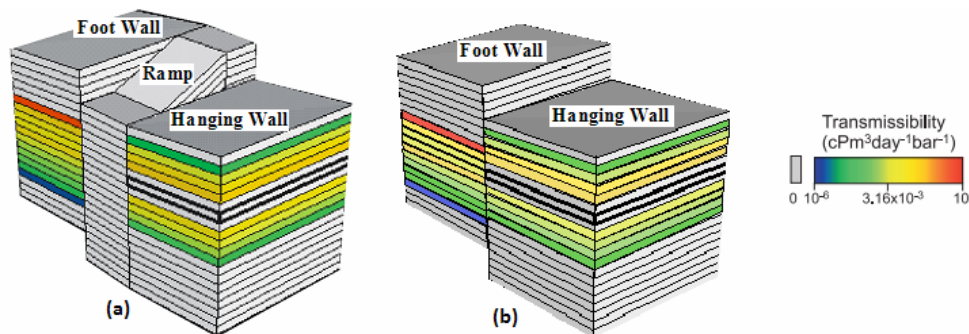 Foot Wall
Ramp
Hanging Wall
(a)
Foot Wall
Hanging Wall
(b)
Transmissibility
(cPm³day⁻¹bar⁻¹)
0 10⁻⁶ 3.16x10⁻³ 10